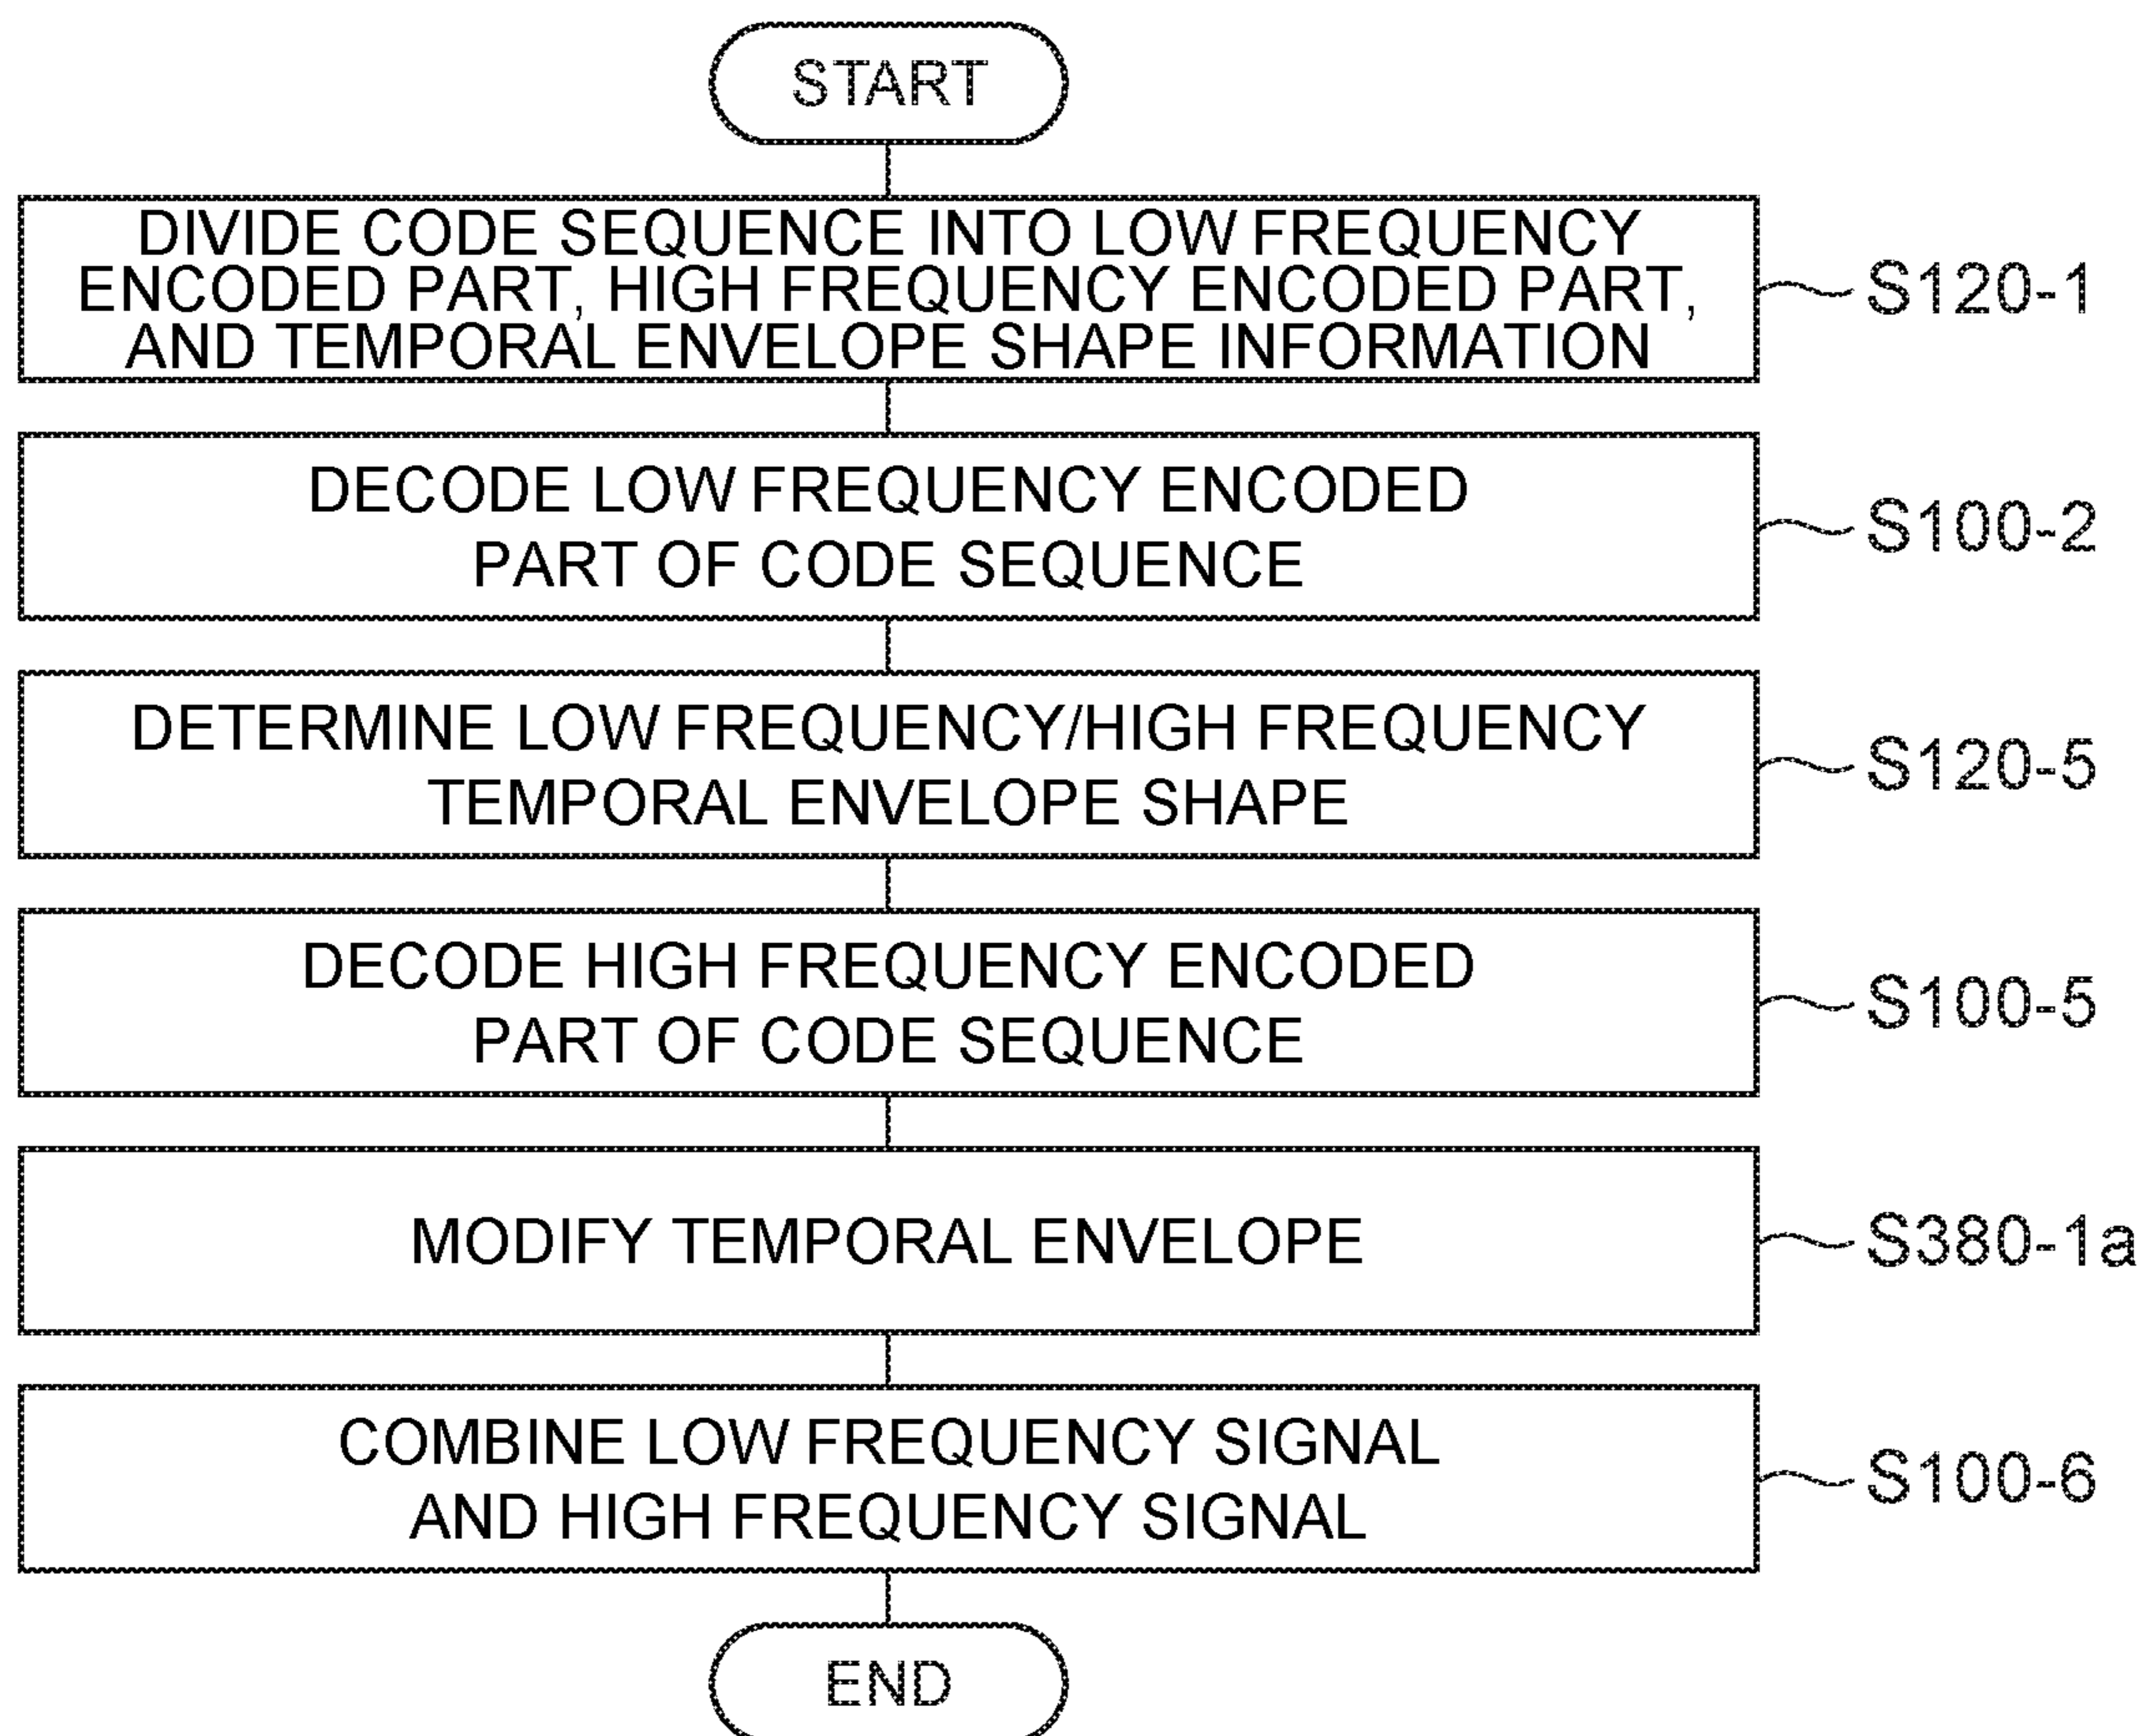 START
DIVIDE CODE SEQUENCE INTO LOW FREQUENCY
ENCODED PART, HIGH FREQUENCY ENCODED PART,
AND TEMPORAL ENVELOPE SHAPE INFORMATION
S120-1
DECODE LOW FREQUENCY ENCODED
PART OF CODE SEQUENCE
S100-2
DETERMINE LOW FREQUENCY/HIGH FREQUENCY
TEMPORAL ENVELOPE SHAPE
S120-5
DECODE HIGH FREQUENCY ENCODED
PART OF CODE SEQUENCE
S100-5
MODIFY TEMPORAL ENVELOPE
S380-1a
COMBINE LOW FREQUENCY SIGNAL
AND HIGH FREQUENCY SIGNAL
S100-6
END